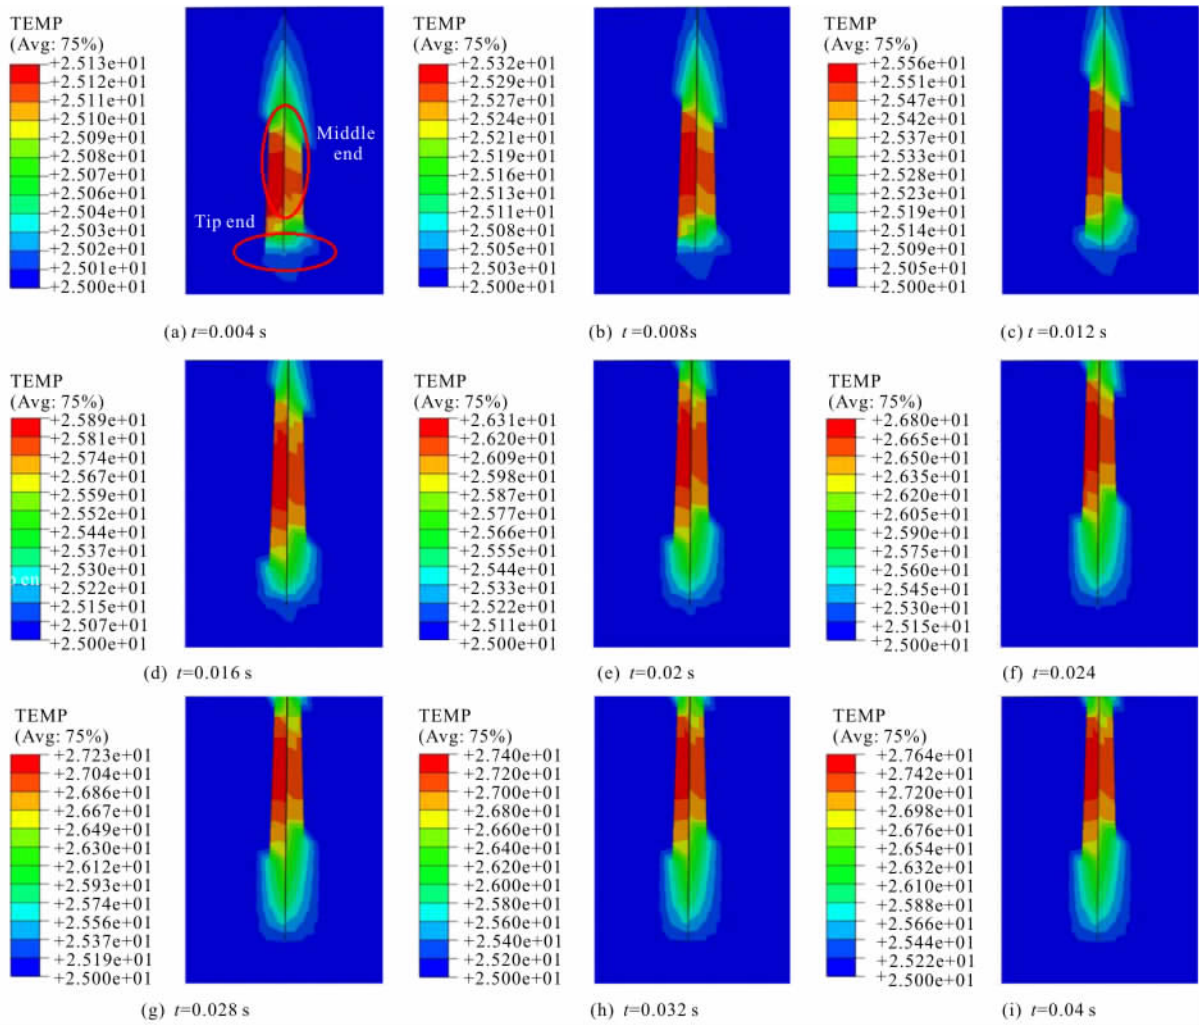 TEMP
(Avg: 75%)
+2.513e+01
+2.512e+01
+2.511e+01
+2.510e+01
+2.509e+01
+2.508e+01
+2.507e+01
+2.506e+01
+2.504e+01
+2.503e+01
+2.502e+01
+2.501e+01
+2.500e+01
Middle
end
Tip end
(a) t=0.004 s
TEMP
(Avg: 75%)
+2.532e+01
+2.529e+01
+2.527e+01
+2.524e+01
+2.521e+01
+2.519e+01
+2.516e+01
+2.513e+01
+2.511e+01
+2.508e+01
+2.505e+01
+2.503e+01
+2.500e+01
(b) t =0.008s
TEMP
(Avg: 75%)
+2.556e+01
+2.551e+01
+2.547e+01
+2.542e+01
+2.537e+01
+2.533e+01
+2.528e+01
+2.523e+01
+2.519e+01
+2.514e+01
+2.509e+01
+2.505e+01
+2.500e+01
(c) t=0.012 s
TEMP
(Avg: 75%)
+2.589e+01
+2.581e+01
+2.574e+01
+2.567e+01
+2.559e+01
+2.552e+01
+2.544e+01
+2.537e+01
+2.530e+01
+2.522e+01
+2.515e+01
+2.507e+01
+2.500e+01
(d) t=0.016 s
TEMP
(Avg: 75%)
+2.631e+01
+2.620e+01
+2.609e+01
+2.598e+01
+2.587e+01
+2.577e+01
+2.566e+01
+2.555e+01
+2.544e+01
+2.533e+01
+2.522e+01
+2.511e+01
+2.500e+01
(e) t=0.02 s
TEMP
(Avg: 75%)
+2.680e+01
+2.665e+01
+2.650e+01
+2.635e+01
+2.620e+01
+2.605e+01
+2.590e+01
+2.575e+01
+2.560e+01
+2.545e+01
+2.530e+01
+2.515e+01
+2.500e+01
(f) t=0.024
TEMP
(Avg: 75%)
+2.723e+01
+2.704e+01
+2.686e+01
+2.667e+01
+2.649e+01
+2.630e+01
+2.612e+01
+2.593e+01
+2.574e+01
+2.556e+01
+2.537e+01
+2.519e+01
+2.500e+01
(g) t=0.028 s
TEMP
(Avg: 75%)
+2.740e+01
+2.720e+01
+2.700e+01
+2.680e+01
+2.660e+01
+2.640e+01
+2.620e+01
+2.600e+01
+2.580e+01
+2.560e+01
+2.540e+01
+2.520e+01
+2.500e+01
(h) t=0.032 s
TEMP
(Avg: 75%)
+2.764e+01
+2.742e+01
+2.720e+01
+2.698e+01
+2.676e+01
+2.654e+01
+2.632e+01
+2.610e+01
+2.588e+01
+2.566e+01
+2.544e+01
+2.522e+01
+2.500e+01
(i) t=0.04 s